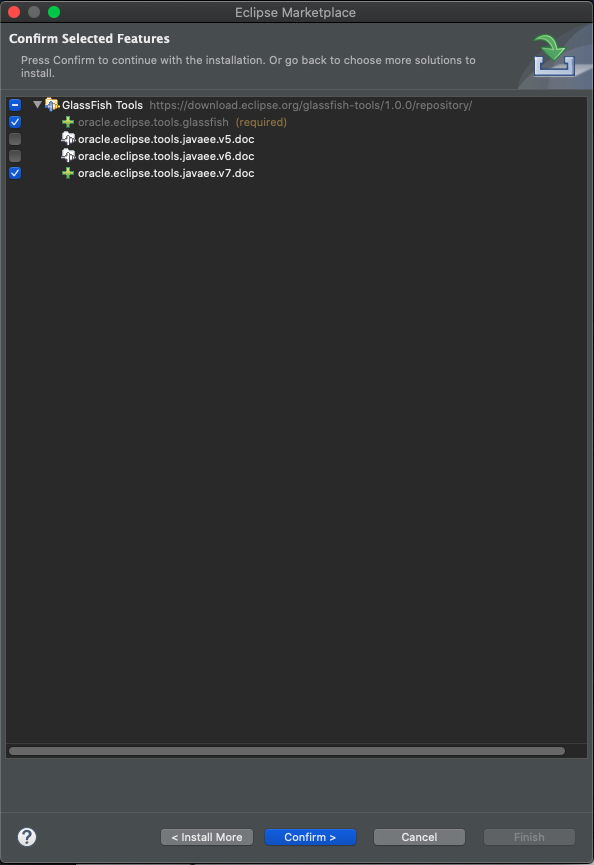 Eclipse Marketplace
Confirm Selected Features
Press Confirm to continue with the installation. Or go back to choose more solutions to
install.
GlassFish Tools https://download.eclipse.org/glassfish-tools/1.0.0/repository/
oracle.eclipse.tools.glassfish (required)
oracle.eclipse.tools.javaee.v5.doc
oracle.eclipse.tools.javaee.v6.doc
oracle.eclipse.tools.javaee.v7.doc
? < Install More Confirm > Cancel Finish